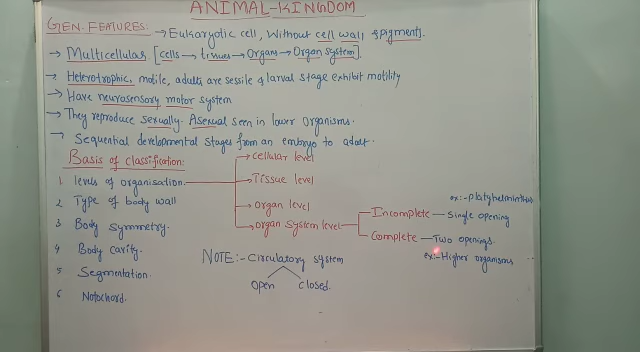 ANIMAL-KINGDOM
GEN. FEATURES: → Eukaryotic cell, Without cell wall & pigments.
→ Multicellular [cells → tissues → Organs → Organ system].
→ Heterotrophic, motile, adults are sessile & larval stage exhibit motility
→ Have neurosensory motor system
→ They reproduce sexually. Asexual seen in lower Organisms.
→ Sequential developmental stages from an embryo to adult.
Basis of classification:
1 levels of organisation.
→ Cellular level
→ Tissue level
→ Organ level
→ Organ system level
Incomplete - Single opening
ex:- Platyhelminthes
Complete - Two openings.
ex:- Higher organisms
2 Type of body wall
3 Body Symmetry.
4 Body cavity.
5 Segmentation.
6 Notochord.
NOTE:- Circulatory system
Open closed.